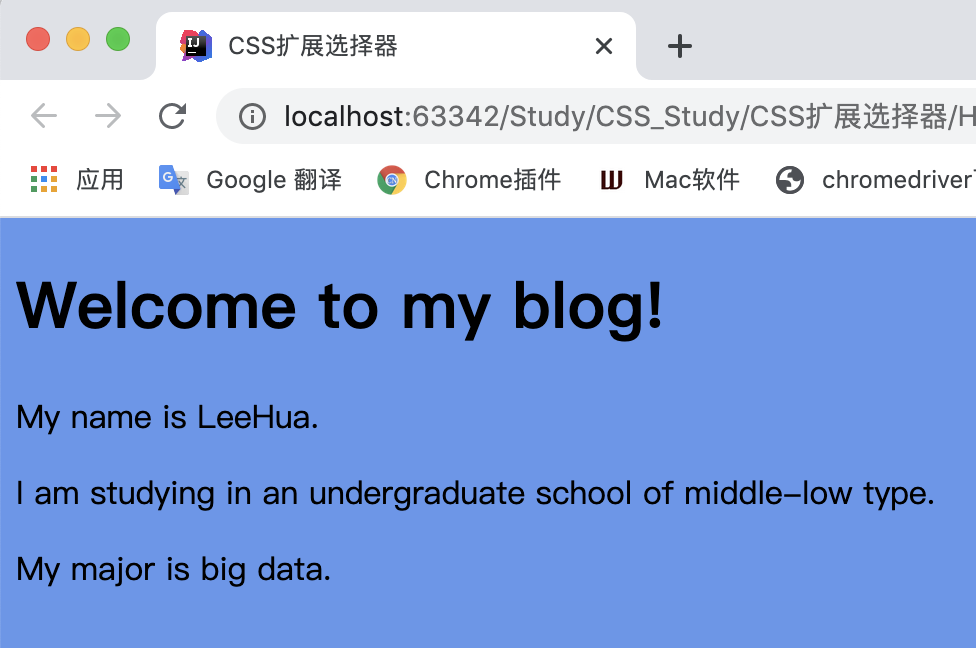 CSS扩展选择器
localhost:63342/Study/CSS_Study/CSS扩展选择器/H
应用 Google 翻译 Chrome插件 Mac软件 chromedriver
Welcome to my blog!
My name is LeeHua.
I am studying in an undergraduate school of middle-low type.
My major is big data.